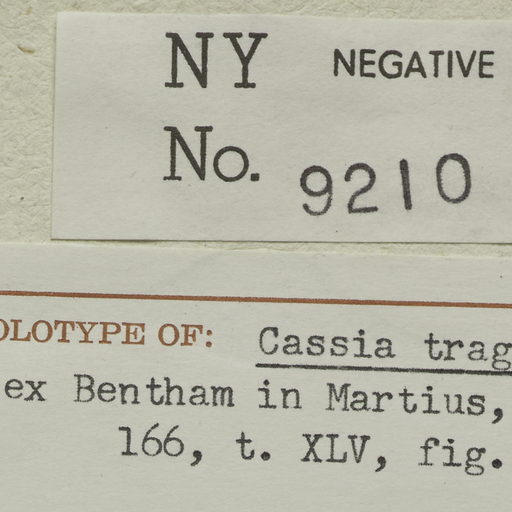 NY NEGATIVE
No. 9210
OLOTYPE OF: Cassia trag
ex Bentham in Martius,
166, t. XLV, fig.